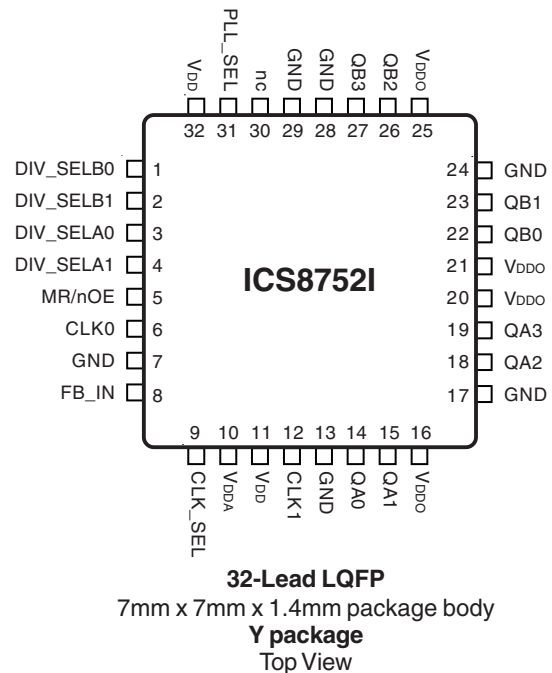 VDD PLL_SEL nc GND GND QB3 QB2 VDDO
32 31 30 29 28 27 26 25
DIV_SELB0 1
DIV_SELB1 2
DIV_SELA0 3
DIV_SELA1 4
MR/nOE 5
CLK0 6
GND 7
FB_IN 8
ICS8752I
24 GND
23 QB1
22 QB0
21 VDDO
20 VDDO
19 QA3
18 QA2
17 GND
9 10 11 12 13 14 15 16
CLK_SEL VDDA VDD CLK1 GND QA0 QA1 VDDO
32-Lead LQFP
7mm x 7mm x 1.4mm package body
Y package
Top View